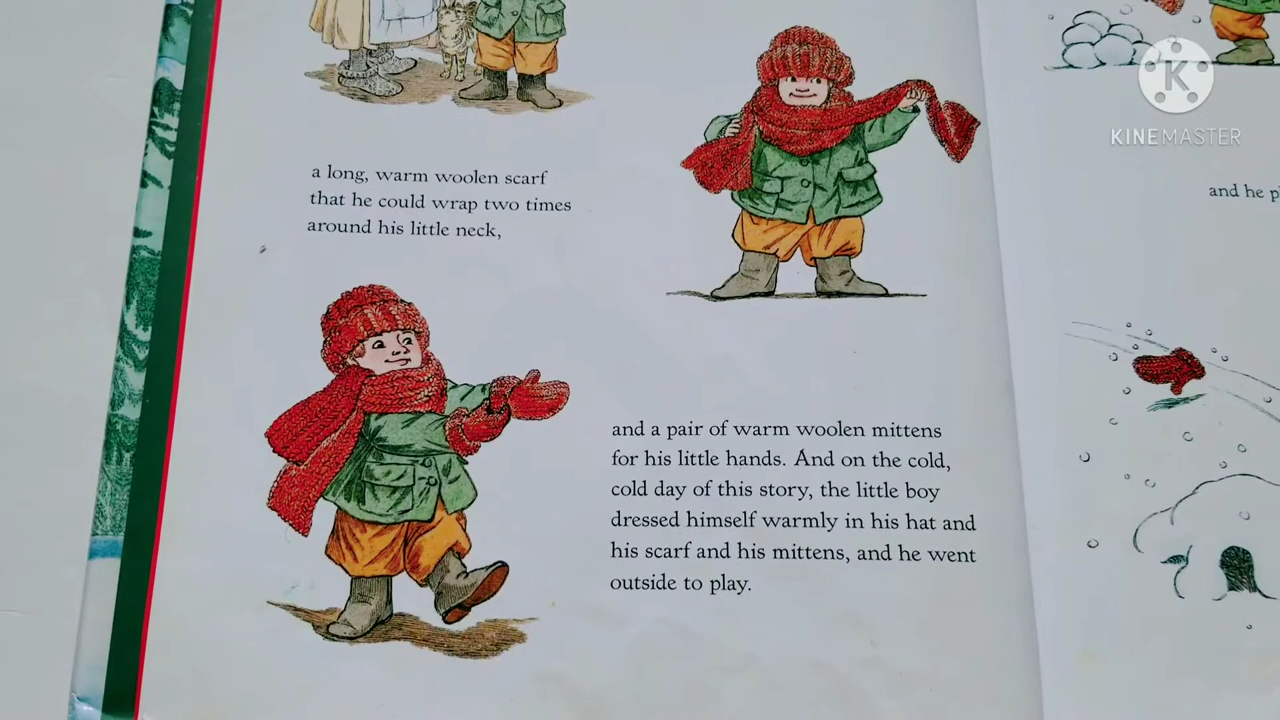 a long, warm woolen scarf
that he could wrap two times
around his little neck,
and a pair of warm woolen mittens
for his little hands. And on the cold,
cold day of this story, the little boy
dressed himself warmly in his hat and
his scarf and his mittens, and he went
outside to play.
K
KINEMASTER
and he